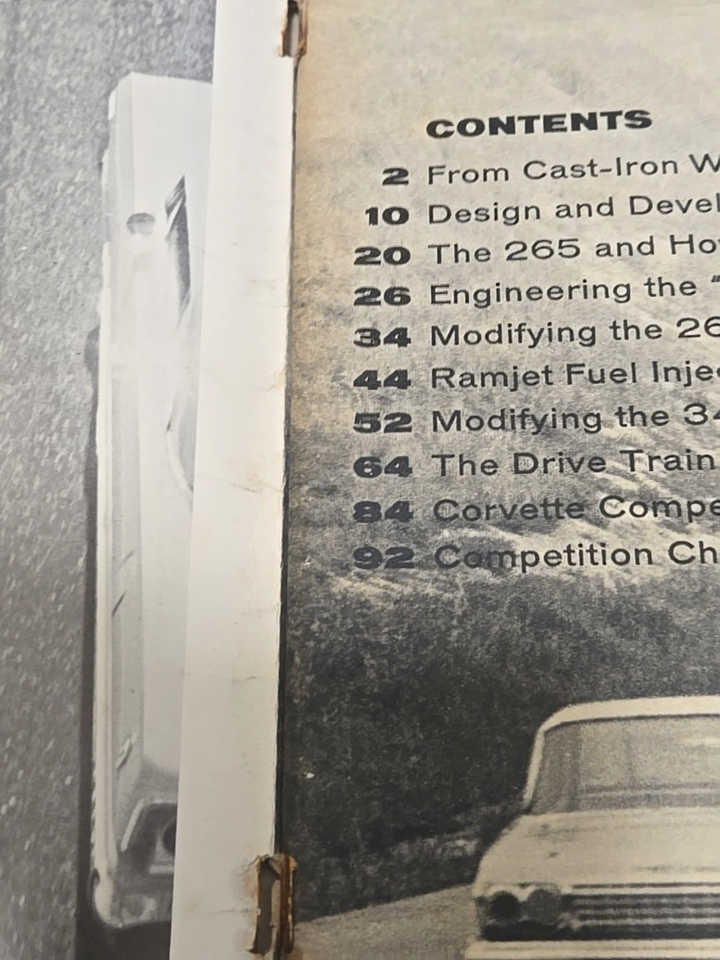 CONTENTS
2 From Cast-Iron W
10 Design and Devel
20 The 265 and Ho
26 Engineering the "
34 Modifying the 26
44 Ramjet Fuel Inje
52 Modifying the 34
64 The Drive Train
84 Corvette Compe
92 Competition Ch